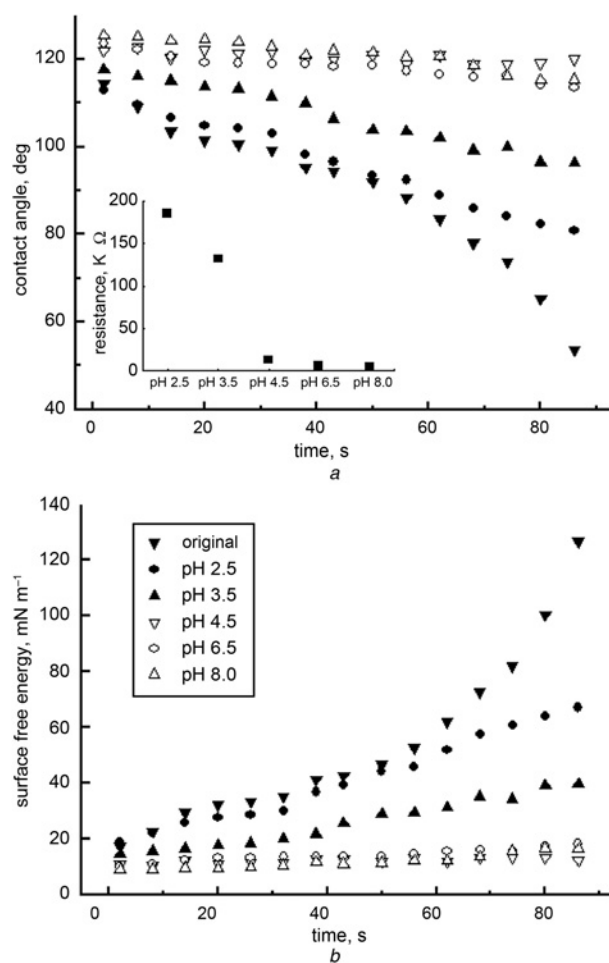 120
100
80
60
40
contact angle, deg
200
150
100
50
0
resistance, K Ω
pH 2.5 pH 3.5 pH 4.5 pH 6.5 pH 8.0
0 20 40 60 80
time, s
a
140
120
100
80
60
40
20
0
surface free energy, mN m⁻¹
original
pH 2.5
pH 3.5
pH 4.5
pH 6.5
pH 8.0
0 20 40 60 80
time, s
b